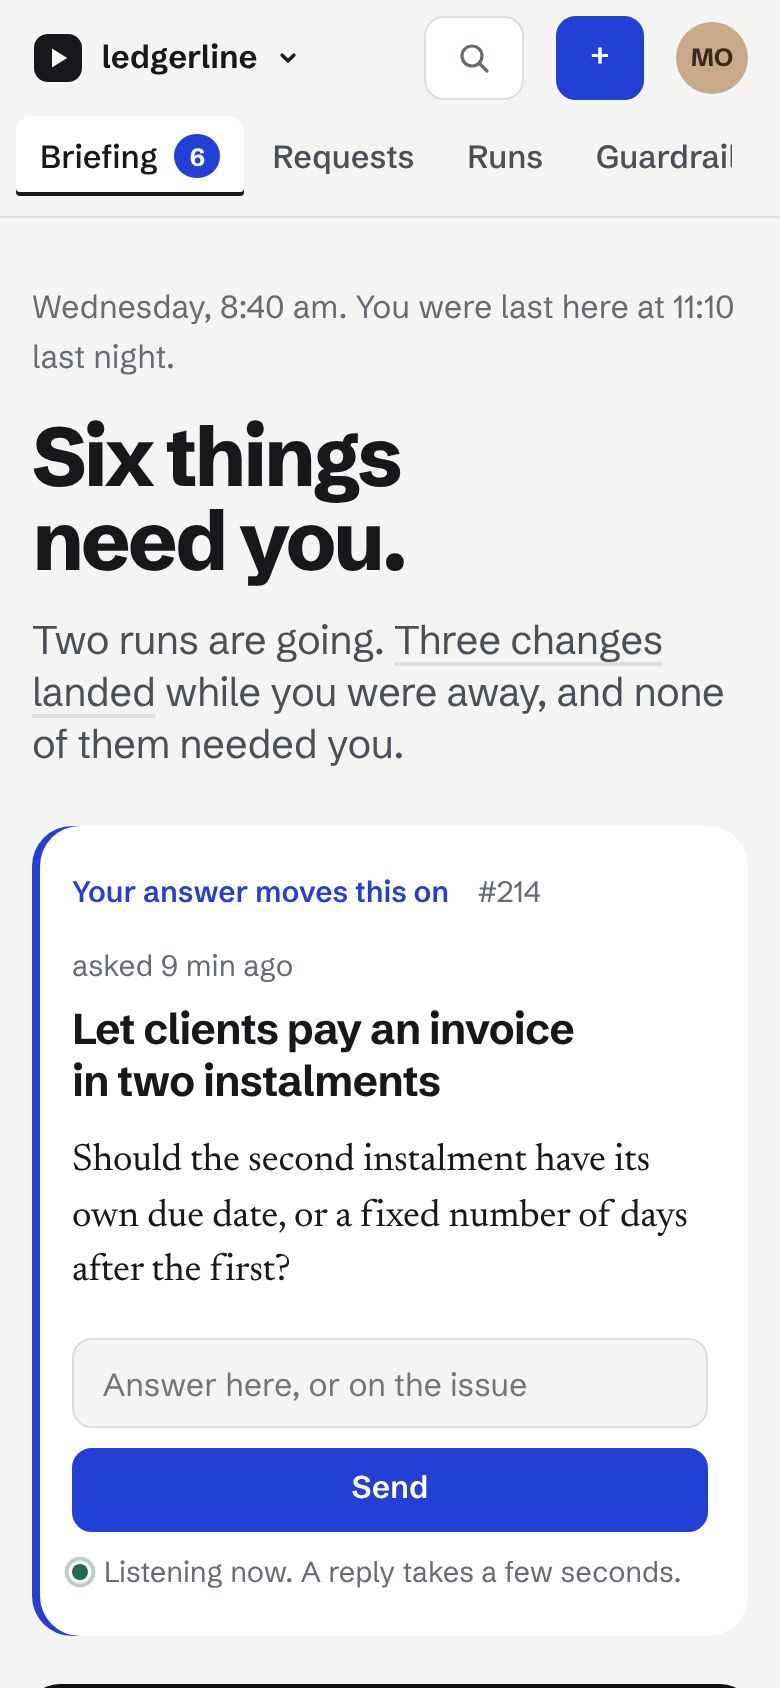 ledgerline
+
MO
Briefing 6
Requests
Runs
Guardrail
Wednesday, 8:40 am. You were last here at 11:10
last night.
Six things
need you.
Two runs are going. Three changes
landed while you were away, and none
of them needed you.
Your answer moves this on #214
asked 9 min ago
Let clients pay an invoice
in two instalments
Should the second instalment have its
own due date, or a fixed number of days
after the first?
Answer here, or on the issue
Send
Listening now. A reply takes a few seconds.